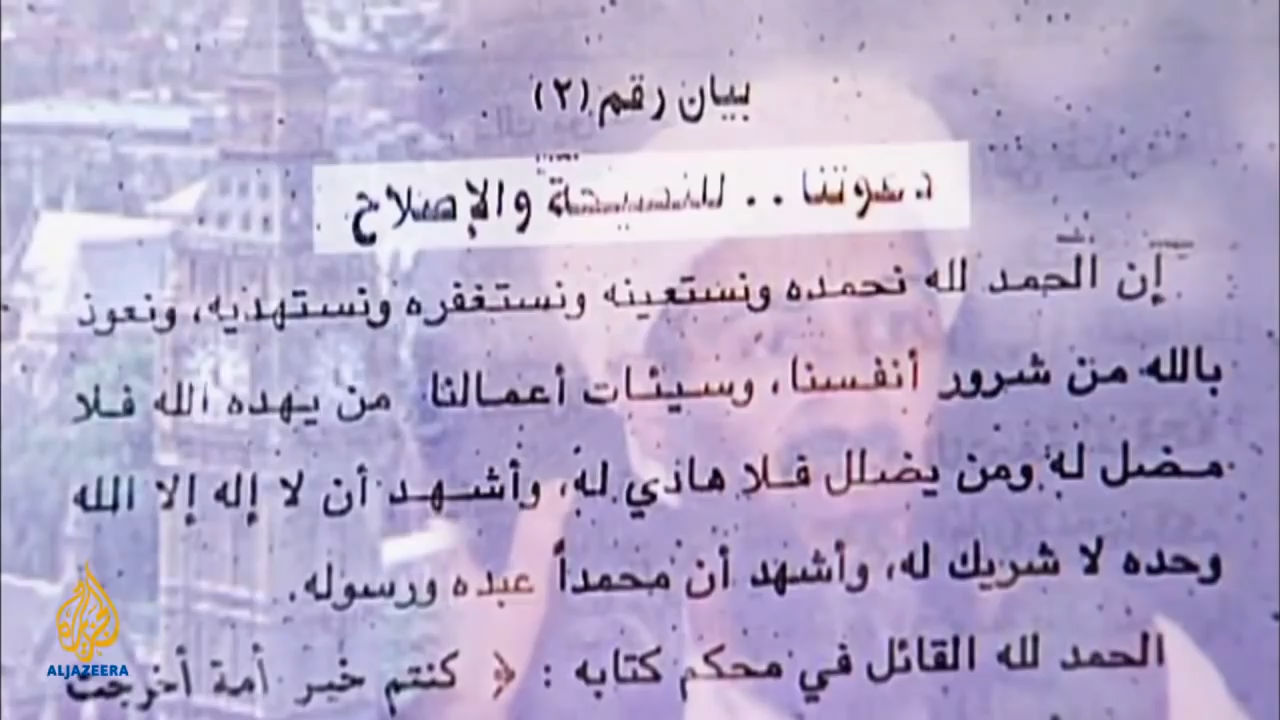 بيان رقم (٢)
دعوتنا .. للنصيحة والإصلاح
إن الحمد لله نحمده ونستعينه ونستغفره ونستهديه، ونعوذ
بالله من شرور أنفسنا، وسيئات أعمالنا من يهده الله فلا
مضل له ومن يضلل فلا هادي له، وأشهد أن لا إله إلا الله
وحده لا شريك له، وأشهد أن محمداً عبده ورسوله.
الحمد لله القائل في محكم كتابه : ﴿ كنتم خير أمة أخرجت
الجزيرة
ALJAZEERA